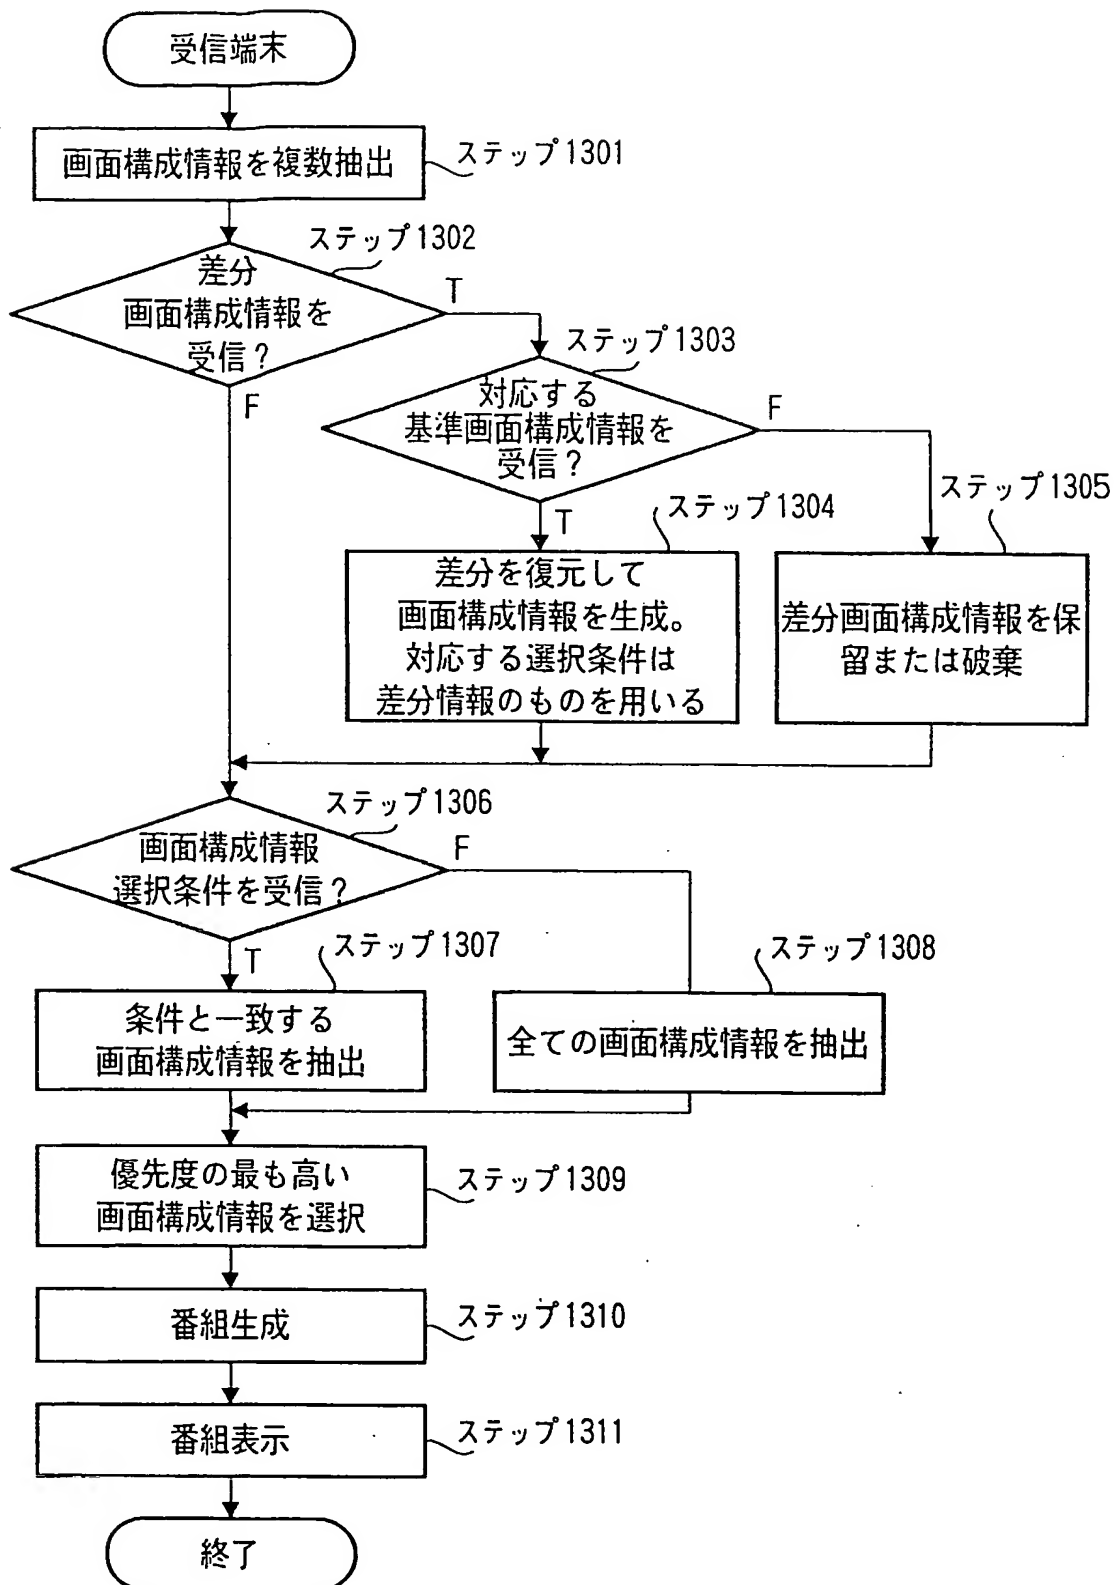 受信端末
画面構成情報を複数抽出
ステップ1301
ステップ1302
差分
画面構成情報を
受信?
T
F
ステップ1303
対応する
基準画面構成情報を
受信?
F
T
ステップ1304
ステップ1305
差分を復元して
画面構成情報を生成。
対応する選択条件は
差分情報のものを用いる
差分画面構成情報を保
留または破棄
ステップ1306
画面構成情報
選択条件を受信?
F
T
ステップ1307
ステップ1308
条件と一致する
画面構成情報を抽出
全ての画面構成情報を抽出
優先度の最も高い
画面構成情報を選択
ステップ1309
番組生成
ステップ1310
番組表示
ステップ1311
終了